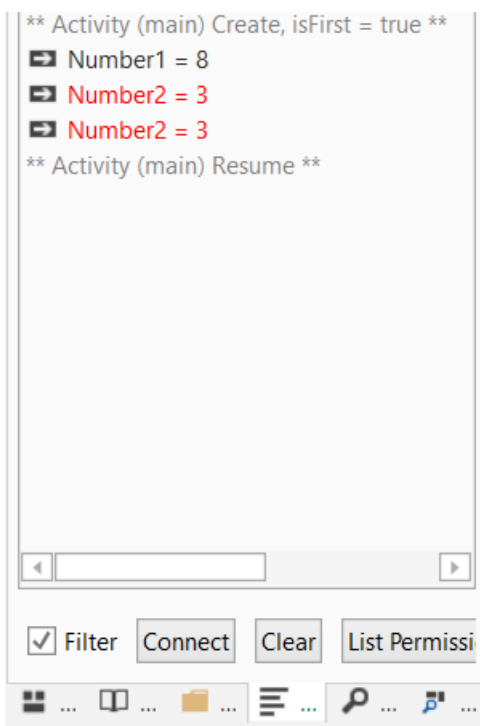 ** Activity (main) Create, isFirst = true **
Number1 = 8
Number2 = 3
Number2 = 3
** Activity (main) Resume **
Filter Connect Clear List Permissi
... ... ... ... ... ...